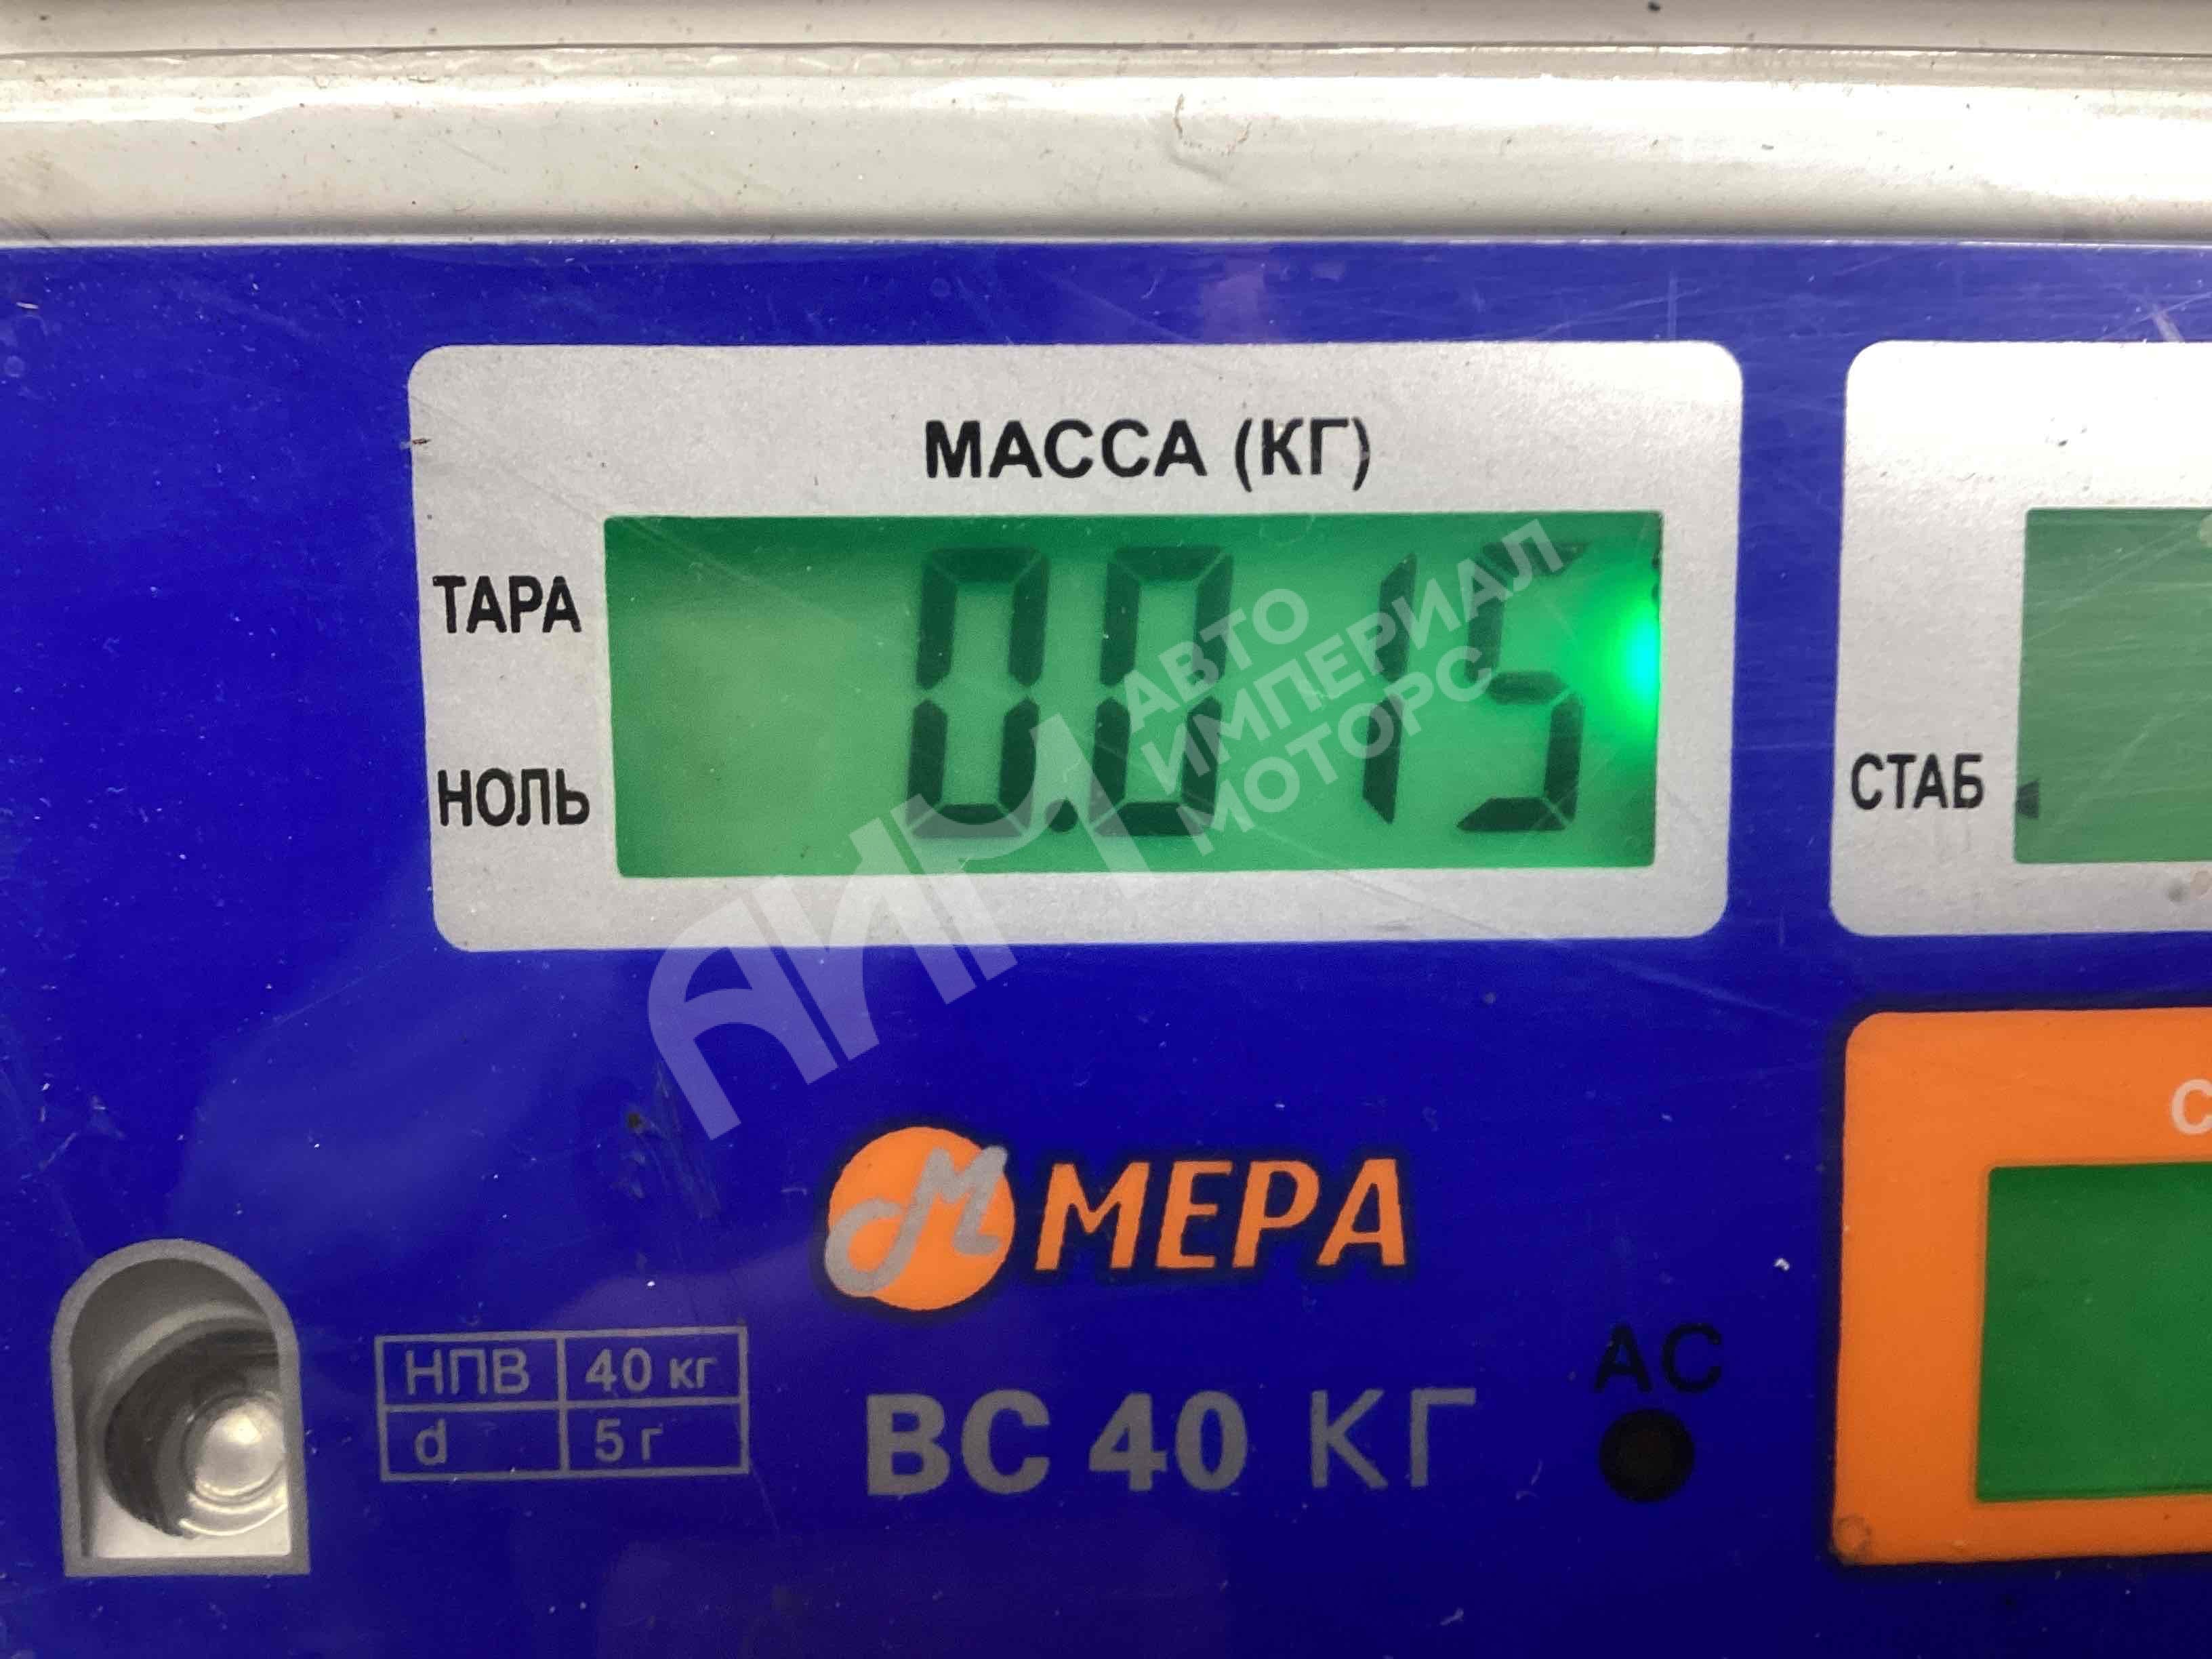 МАССА (КГ)
ТАРА
0.015
НОЛЬ
СТАБ
АИМ
АВТО
ИМПЕРИАЛ
МОТОРС
М МЕРА
С
НПВ 40 кг
d 5 г
ВС 40 КГ
АС